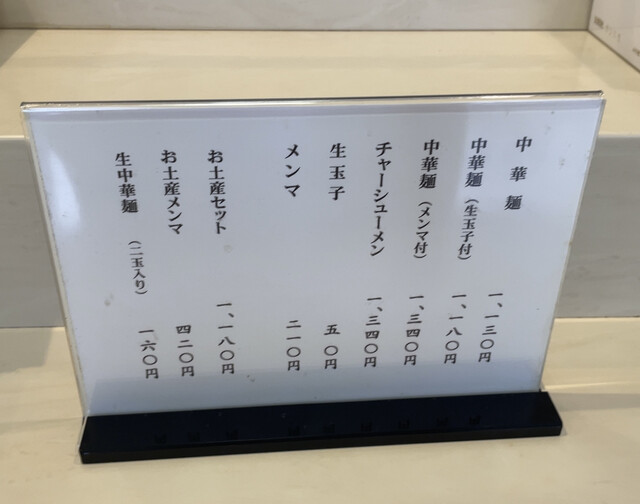 中華麺 一、一三〇円
中華麺（生玉子付） 一、一八〇円
中華麺（メンマ付） 一、三四〇円
チャーシューメン 一、三四〇円
生玉子 五〇円
メンマ 二一〇円
お土産セット 一、一八〇円
お土産メンマ 四二〇円
生中華麺（二玉入り） 一六〇円